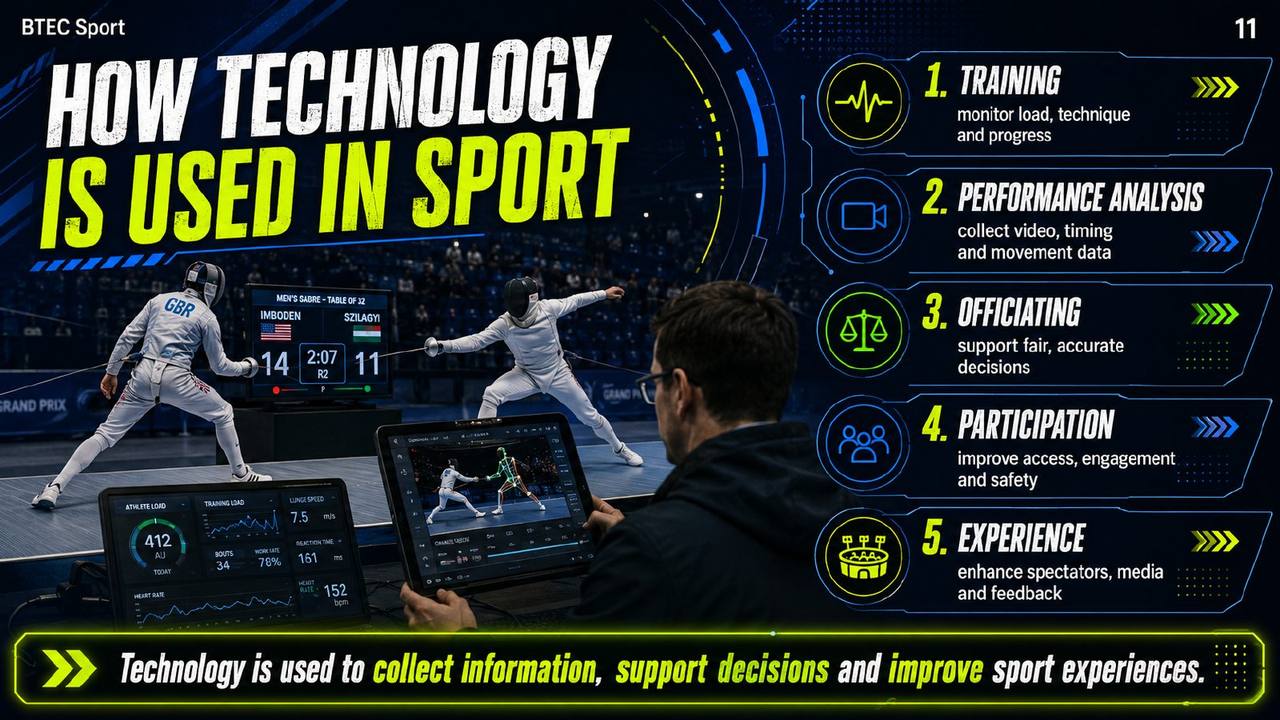 BTEC Sport
11
HOW TECHNOLOGY
IS USED IN SPORT
1. TRAINING
monitor load, technique
and progress
2. PERFORMANCE ANALYSIS
collect video, timing
and movement data
3. OFFICIATING
support fair, accurate
decisions
4. PARTICIPATION
improve access, engagement
and safety
5. EXPERIENCE
enhance spectators, media
and feedback
GBR
MEN'S SABRE - TABLE OF 32
IMBODEN SZILAGYI
14 2:07 11
R2
P
GRAND PRIX
GRAND PRIX
ATHLETE LOAD
412
AU
TODAY
TRAINING LOAD
BOUTS WORK RATE
34 78%
LUNGE SPEED
7.5 m/s
REACTION TIME
161 ms
HEART
RATE
152
bpm
HEART RATE
Technology is used to collect information, support decisions and improve sport experiences.